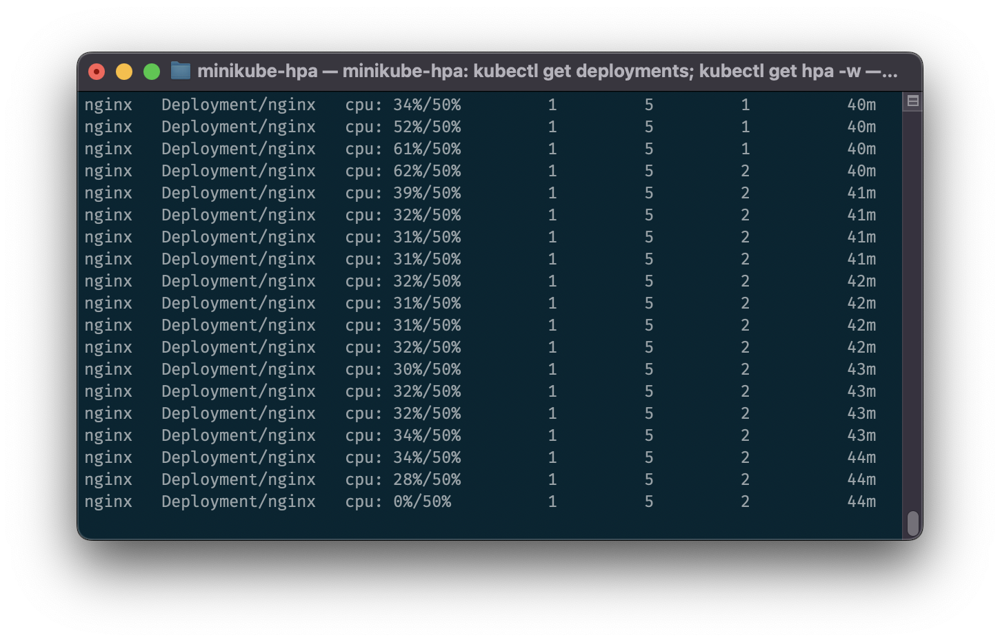 minikube-hpa — minikube-hpa: kubectl get deployments; kubectl get hpa -w —...
nginx Deployment/nginx cpu: 34%/50% 1 5 1 40m
nginx Deployment/nginx cpu: 52%/50% 1 5 1 40m
nginx Deployment/nginx cpu: 61%/50% 1 5 1 40m
nginx Deployment/nginx cpu: 62%/50% 1 5 2 40m
nginx Deployment/nginx cpu: 39%/50% 1 5 2 41m
nginx Deployment/nginx cpu: 32%/50% 1 5 2 41m
nginx Deployment/nginx cpu: 31%/50% 1 5 2 41m
nginx Deployment/nginx cpu: 31%/50% 1 5 2 41m
nginx Deployment/nginx cpu: 32%/50% 1 5 2 42m
nginx Deployment/nginx cpu: 31%/50% 1 5 2 42m
nginx Deployment/nginx cpu: 31%/50% 1 5 2 42m
nginx Deployment/nginx cpu: 32%/50% 1 5 2 42m
nginx Deployment/nginx cpu: 30%/50% 1 5 2 43m
nginx Deployment/nginx cpu: 32%/50% 1 5 2 43m
nginx Deployment/nginx cpu: 32%/50% 1 5 2 43m
nginx Deployment/nginx cpu: 34%/50% 1 5 2 43m
nginx Deployment/nginx cpu: 34%/50% 1 5 2 44m
nginx Deployment/nginx cpu: 28%/50% 1 5 2 44m
nginx Deployment/nginx cpu: 0%/50% 1 5 2 44m